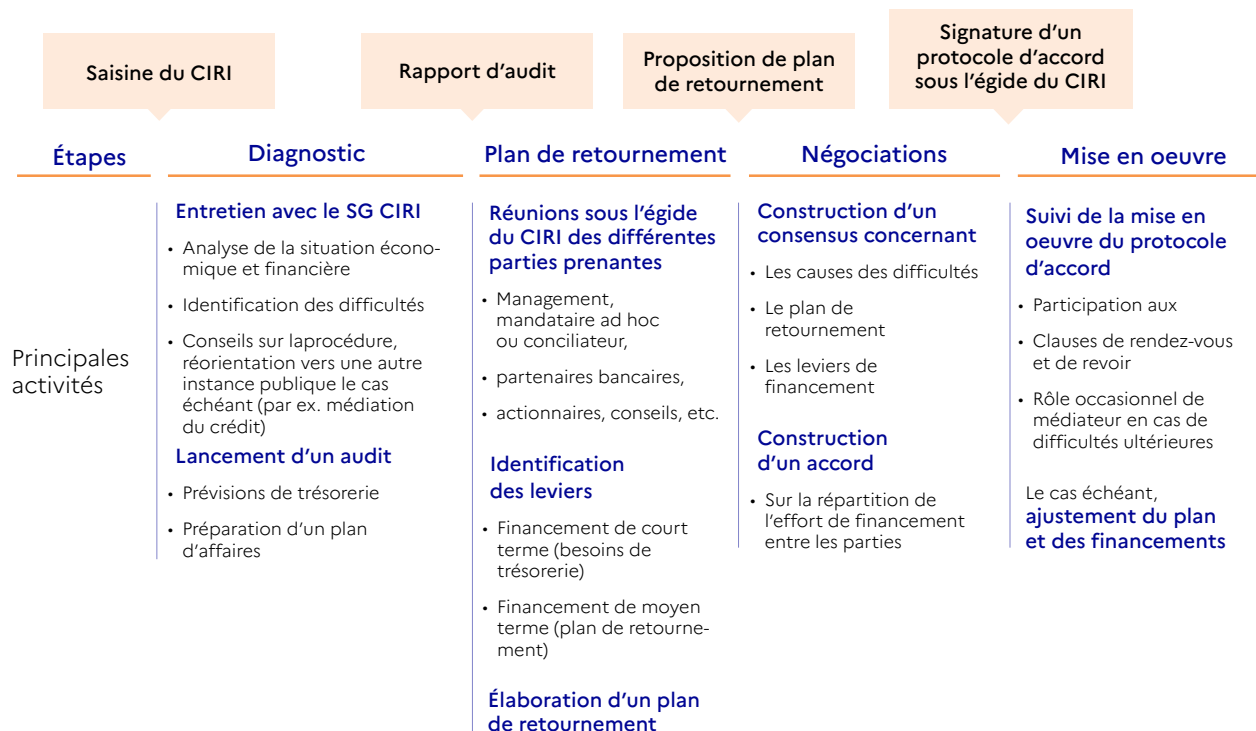 Saisine du CIRI
Rapport d'audit
Proposition de plan
de retournement
Signature d'un
protocole d'accord
sous l'égide du CIRI
Étapes
Diagnostic
Plan de retournement
Négociations
Mise en oeuvre
Principales
activités
Entretien avec le SG CIRI
• Analyse de la situation écono-
mique et financière
• Identification des difficultés
• Conseils sur laprocédure,
réorientation vers une autre
instance publique le cas
échéant (par ex. médiation
du crédit)
Lancement d'un audit
• Prévisions de trésorerie
• Préparation d'un plan
d'affaires
Réunions sous l'égide
du CIRI des différentes
parties prenantes
• Management,
mandataire ad hoc
ou conciliateur,
• partenaires bancaires,
• actionnaires, conseils, etc.
Identification
des leviers
• Financement de court
terme (besoins de
trésorerie)
• Financement de moyen
terme (plan de retourne-
ment)
Élaboration d'un plan
de retournement
Construction d'un
consensus concernant
• Les causes des difficultés
• Le plan de
retournement
• Les leviers de
financement
Construction
d'un accord
• Sur la répartition de
l'effort de financement
entre les parties
Suivi de la mise en
oeuvre du protocole
d'accord
• Participation aux
• Clauses de rendez-vous
et de revoir
• Rôle occasionnel de
médiateur en cas de
difficultés ultérieures
Le cas échéant,
ajustement du plan
et des financements